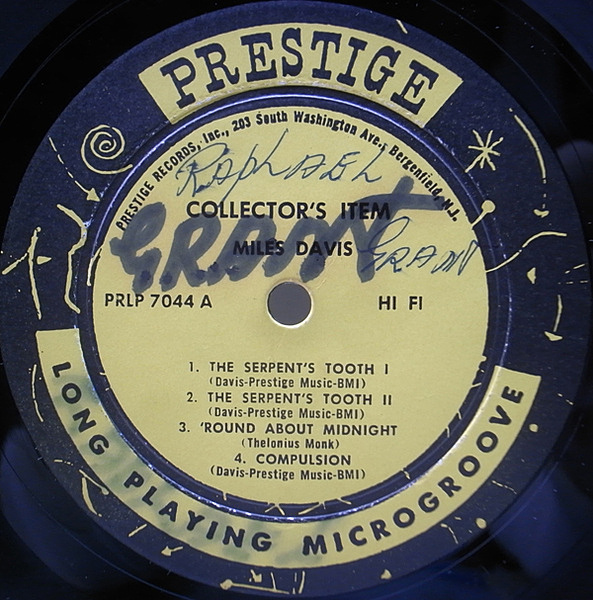 PRESTIGE
PRESTIGE RECORDS, Inc., 203 South Washington Ave., Bergenfield, N.J.
RAPHAEL
COLLECTOR'S ITEM
GRANT
MILES DAVIS
GRANT
PRLP 7044 A
HI FI
1. THE SERPENT'S TOOTH I
(Davis-Prestige Music-BMI)
2. THE SERPENT'S TOOTH II
(Davis-Prestige Music-BMI)
3. 'ROUND ABOUT MIDNIGHT
(Thelonius Monk)
4. COMPULSION
(Davis-Prestige Music-BMI)
LONG PLAYING MICROGROOVE